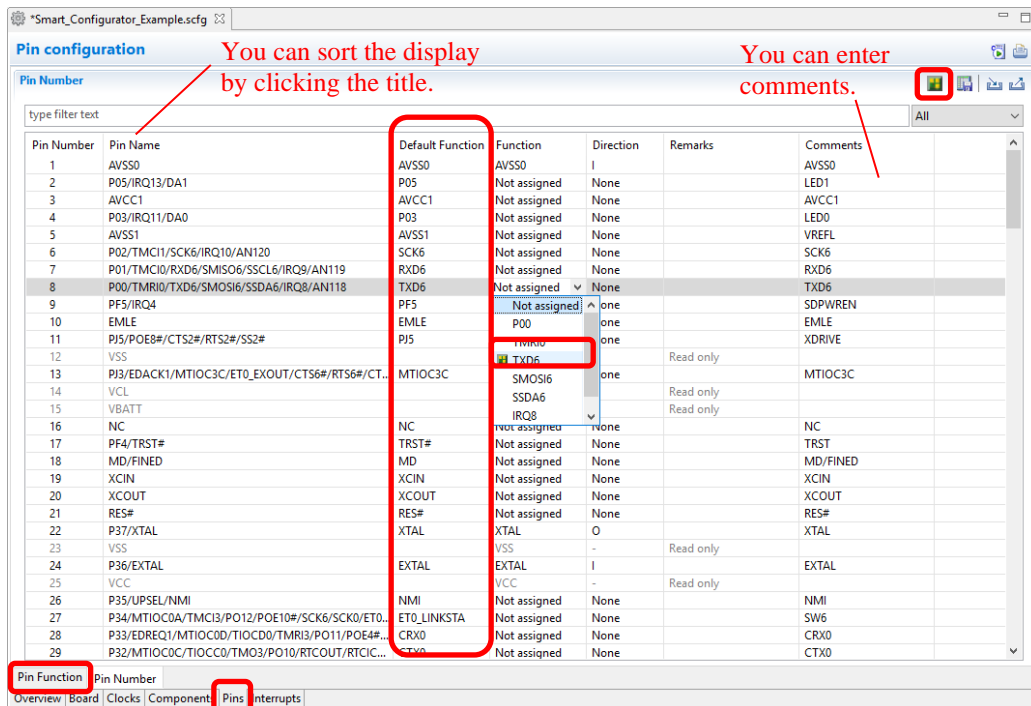 *Smart_Configurator_Example.scfg
Pin configuration
You can sort the display
by clicking the title.
You can enter
comments.
Pin Number
type filter text All
Pin Number Pin Name Default Function Function Direction Remarks Comments
1 AVSS0 AVSS0 AVSS0 I AVSS0
2 P05/IRQ13/DA1 P05 Not assigned None LED1
3 AVCC1 AVCC1 Not assigned None AVCC1
4 P03/IRQ11/DA0 P03 Not assigned None LED0
5 AVSS1 AVSS1 Not assigned None VREFL
6 P02/TMCI1/SCK6/IRQ10/AN120 SCK6 Not assigned None SCK6
7 P01/TMCI0/RXD6/SMISO6/SSCL6/IRQ9/AN119 RXD6 Not assigned None RXD6
8 P00/TMRI0/TXD6/SMOSI6/SSDA6/IRQ8/AN118 TXD6 Not assigned None TXD6
9 PF5/IRQ4 PF5 Not assigned one SDPWREN
10 EMLE EMLE P00 one EMLE
11 PJ5/POE8#/CTS2#/RTS2#/SS2# PJ5 TMRI0 one XDRIVE
12 VSS TXD6 Read only
13 PJ3/EDACK1/MTIOC3C/ET0_EXOUT/CTS6#/RTS6#/CT... MTIOC3C SMOSI6 one MTIOC3C
14 VCL SSDA6 Read only
15 VBATT IRQ8 Read only
16 NC NC Not assigned None NC
17 PF4/TRST# TRST# Not assigned None TRST
18 MD/FINED MD Not assigned None MD/FINED
19 XCIN XCIN Not assigned None XCIN
20 XCOUT XCOUT Not assigned None XCOUT
21 RES# RES# Not assigned None RES#
22 P37/XTAL XTAL XTAL O XTAL
23 VSS VSS - Read only
24 P36/EXTAL EXTAL EXTAL I EXTAL
25 VCC VCC - Read only
26 P35/UPSEL/NMI NMI Not assigned None NMI
27 P34/MTIOC0A/TMCI3/PO12/POE10#/SCK6/SCK0/ET0... ET0_LINKSTA Not assigned None SW6
28 P33/EDREQ1/MTIOC0D/TIOCD0/TMRI3/PO11/POE4#... CRX0 Not assigned None CRX0
29 P32/MTIOC0C/TIOCC0/TMO3/PO10/RTCOUT/RTCIC... CTX0 Not assigned None CTX0
Pin Function Pin Number
Overview Board Clocks Components Pins Interrupts